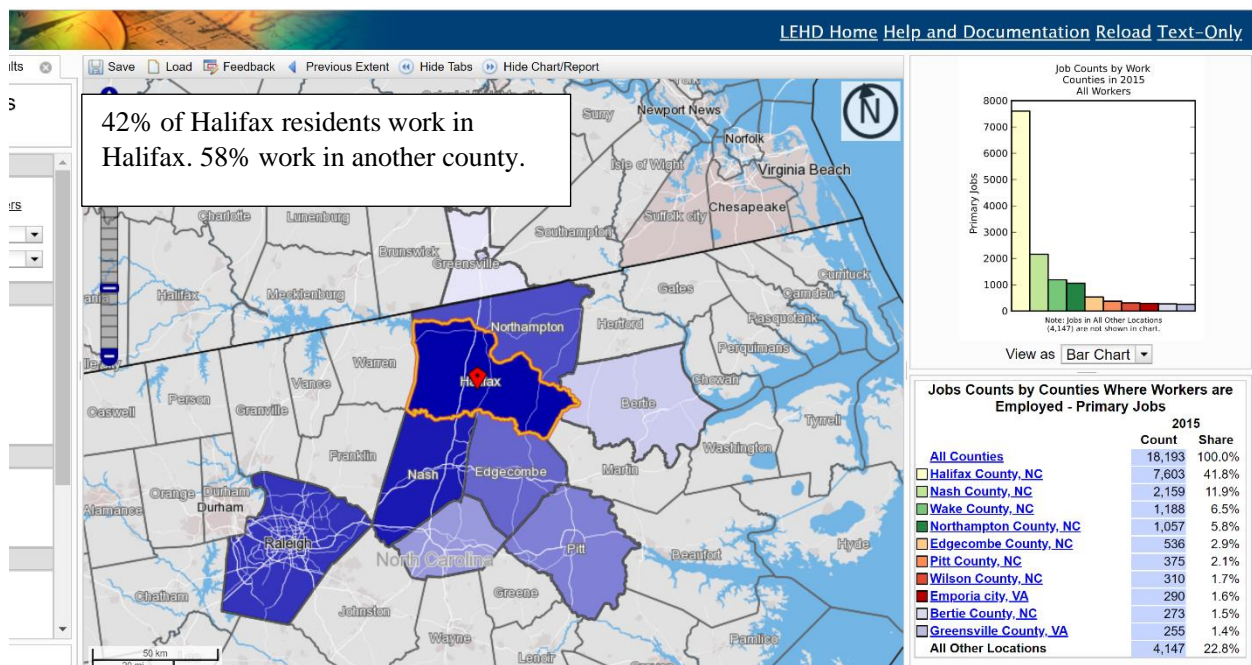 LEHD Home Help and Documentation Reload Text-Only
Save Load Feedback Previous Extent Hide Tabs Hide Chart/Report
42% of Halifax residents work in
Halifax. 58% work in another county.
Surry
Newport News
Norfolk
Isle of Wight
Virginia Beach
Charlotte
Lunenburg
Suffolk city
Chesapeake
Southampton
Brunswick
Greensville
Halifax
Mecklenburg
Gates
Camden
Currituck
Northampton
Hertford
Pasquotank
Warren
Perquimans
Vance
Person
Halifax
Chowan
Caswell
Granville
Bertie
Tyrrell
Washington
Franklin
Nash
Edgecombe
Martin
Orange
Durham
Durham
Alamance
Raleigh
Pitt
Beaufort
Hyde
North Carolina
Greene
Chatham
Johnston
Wayne
Lenoir
Pamlico
50 km
20 mi
Job Counts by Work
Counties in 2015
All Workers
Primary Jobs
8000
7000
6000
5000
4000
3000
2000
1000
0
Note: Jobs in All Other Locations
(4,147) are not shown in chart.
View as Bar Chart
Jobs Counts by Counties Where Workers are
Employed - Primary Jobs
2015
Count Share
All Counties 18,193 100.0%
Halifax County, NC 7,603 41.8%
Nash County, NC 2,159 11.9%
Wake County, NC 1,188 6.5%
Northampton County, NC 1,057 5.8%
Edgecombe County, NC 536 2.9%
Pitt County, NC 375 2.1%
Wilson County, NC 310 1.7%
Emporia city, VA 290 1.6%
Bertie County, NC 273 1.5%
Greensville County, VA 255 1.4%
All Other Locations 4,147 22.8%